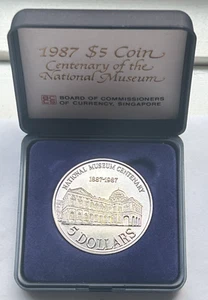 1987 $5 Coin
Centenary of the
National Museum
BOARD OF COMMISSIONERS
OF CURRENCY, SINGAPORE
NATIONAL MUSEUM CENTENARY
1887-1987
5 DOLLARS